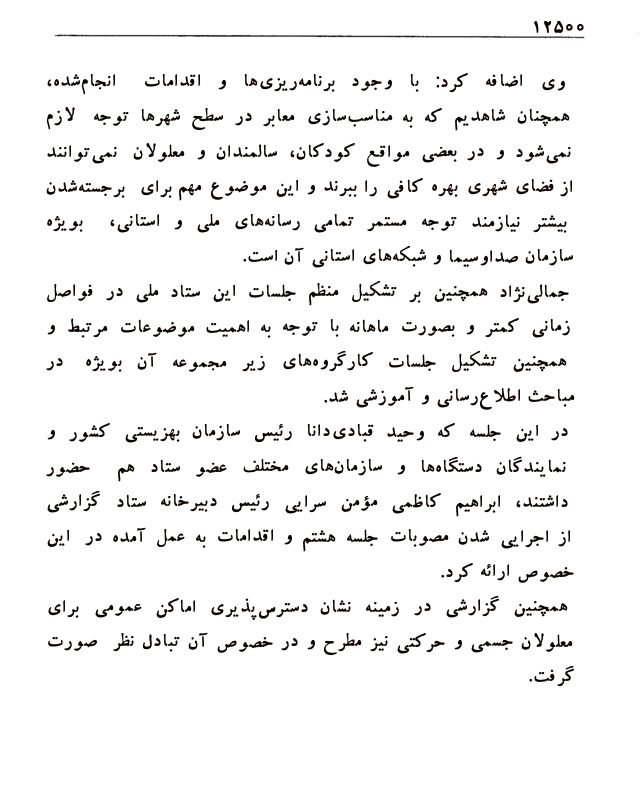 ۱۲۵۰۰
وی اضافه کرد: با وجود برنامه‌ریزی‌ها و اقدامات انجام‌شده،
همچنان شاهدیم که به مناسب‌سازی معابر در سطح شهرها توجه لازم
نمی‌شود و در بعضی مواقع کودکان، سالمندان و معلولان نمی‌توانند
از فضای شهری بهره کافی را ببرند و این موضوع مهم برای برجسته‌شدن
بیشتر نیازمند توجه مستمر تمامی رسانه‌های ملی و استانی، بویژه
سازمان صداوسیما و شبکه‌های استانی آن است.
جمالی‌نژاد همچنین بر تشکیل منظم جلسات این ستاد ملی در فواصل
زمانی کمتر و بصورت ماهانه با توجه به اهمیت موضوعات مرتبط و
همچنین تشکیل جلسات کارگروه‌های زیر مجموعه آن بویژه در
مباحث اطلاع‌رسانی و آموزشی شد.
در این جلسه که وحید قبادی‌دانا رئیس سازمان بهزیستی کشور و
نمایندگان دستگاه‌ها و سازمان‌های مختلف عضو ستاد هم حضور
داشتند، ابراهیم کاظمی مؤمن سرایی رئیس دبیرخانه ستاد گزارشی
از اجرایی شدن مصوبات جلسه هشتم و اقدامات به عمل آمده در این
خصوص ارائه کرد.
همچنین گزارشی در زمینه نشان دسترس‌پذیری اماکن عمومی برای
معلولان جسمی و حرکتی نیز مطرح و در خصوص آن تبادل نظر صورت
گرفت.